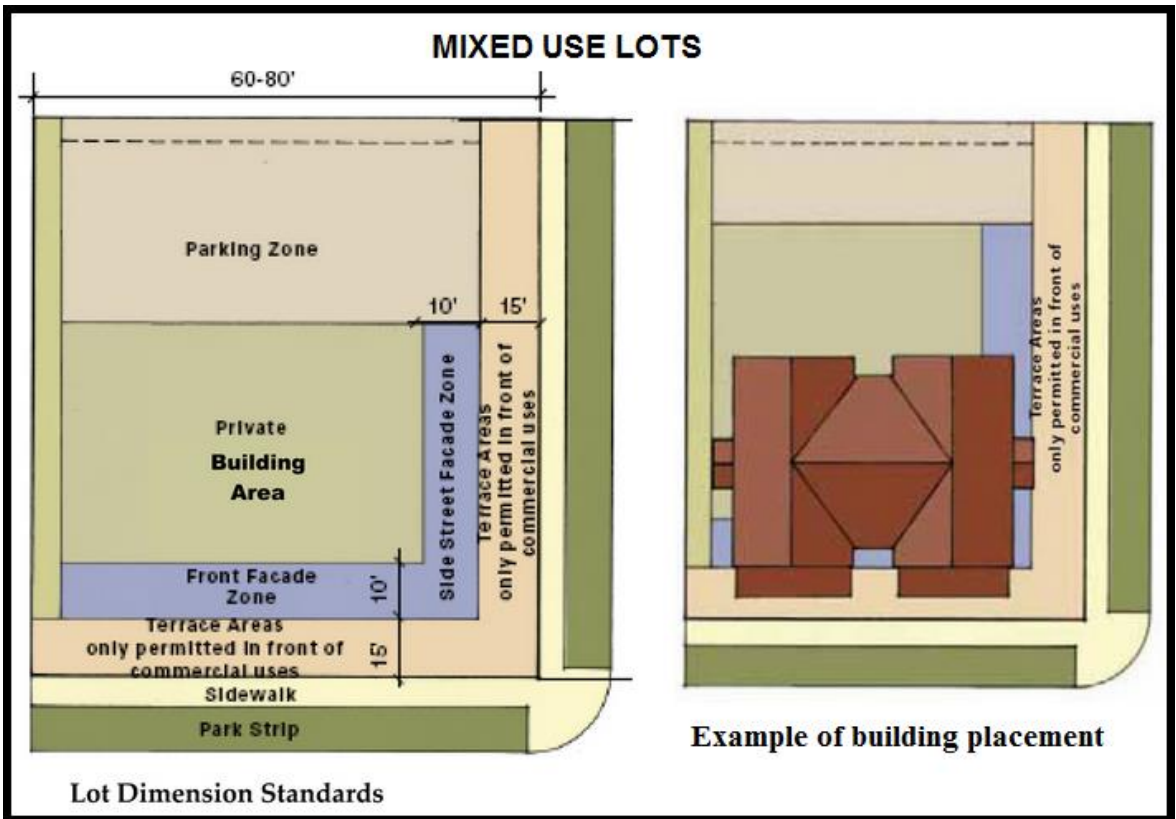 MIXED USE LOTS
60-80'
Parking Zone
10'
15'
Private
Building
Area
Side Street Facade Zone
Terrace Areas
only permitted in front of
commercial uses
Front Facade
Zone
10'
Terrace Areas
only permitted in front of
commercial uses
15'
Sidewalk
Park Strip
Lot Dimension Standards
Terrace Areas
only permitted in front of
commercial uses
Example of building placement